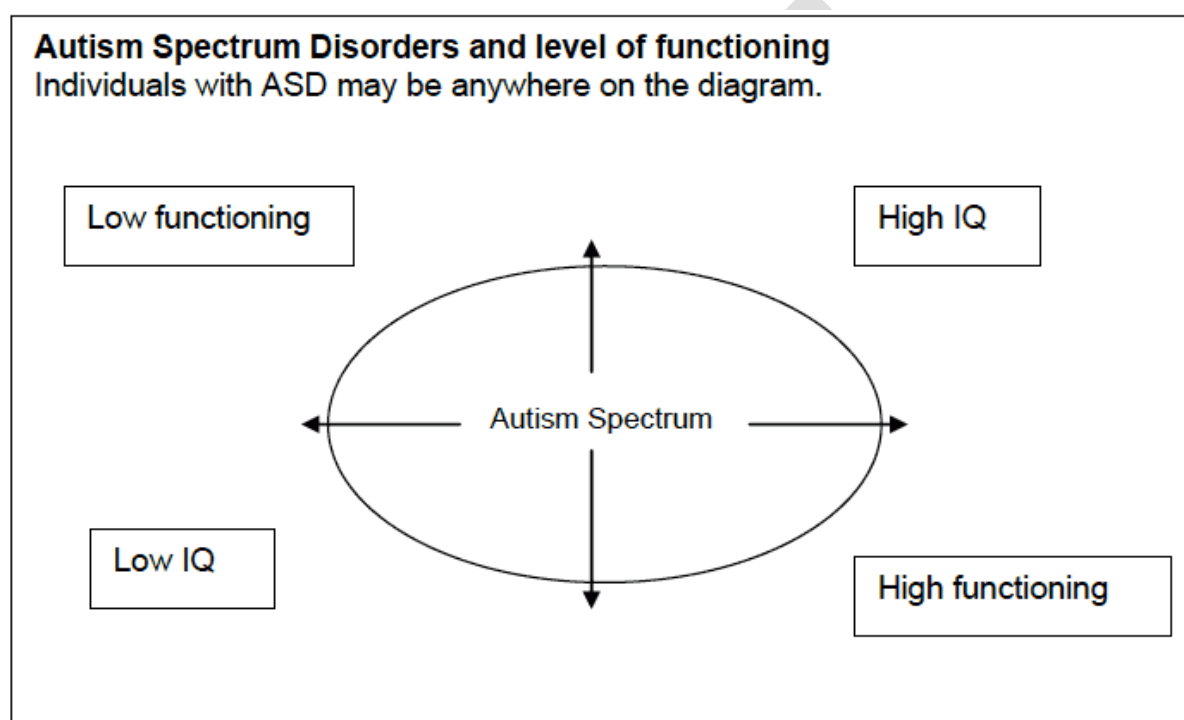 Autism Spectrum Disorders and level of functioning
Individuals with ASD may be anywhere on the diagram.
Low functioning
High IQ
Autism Spectrum
Low IQ
High functioning